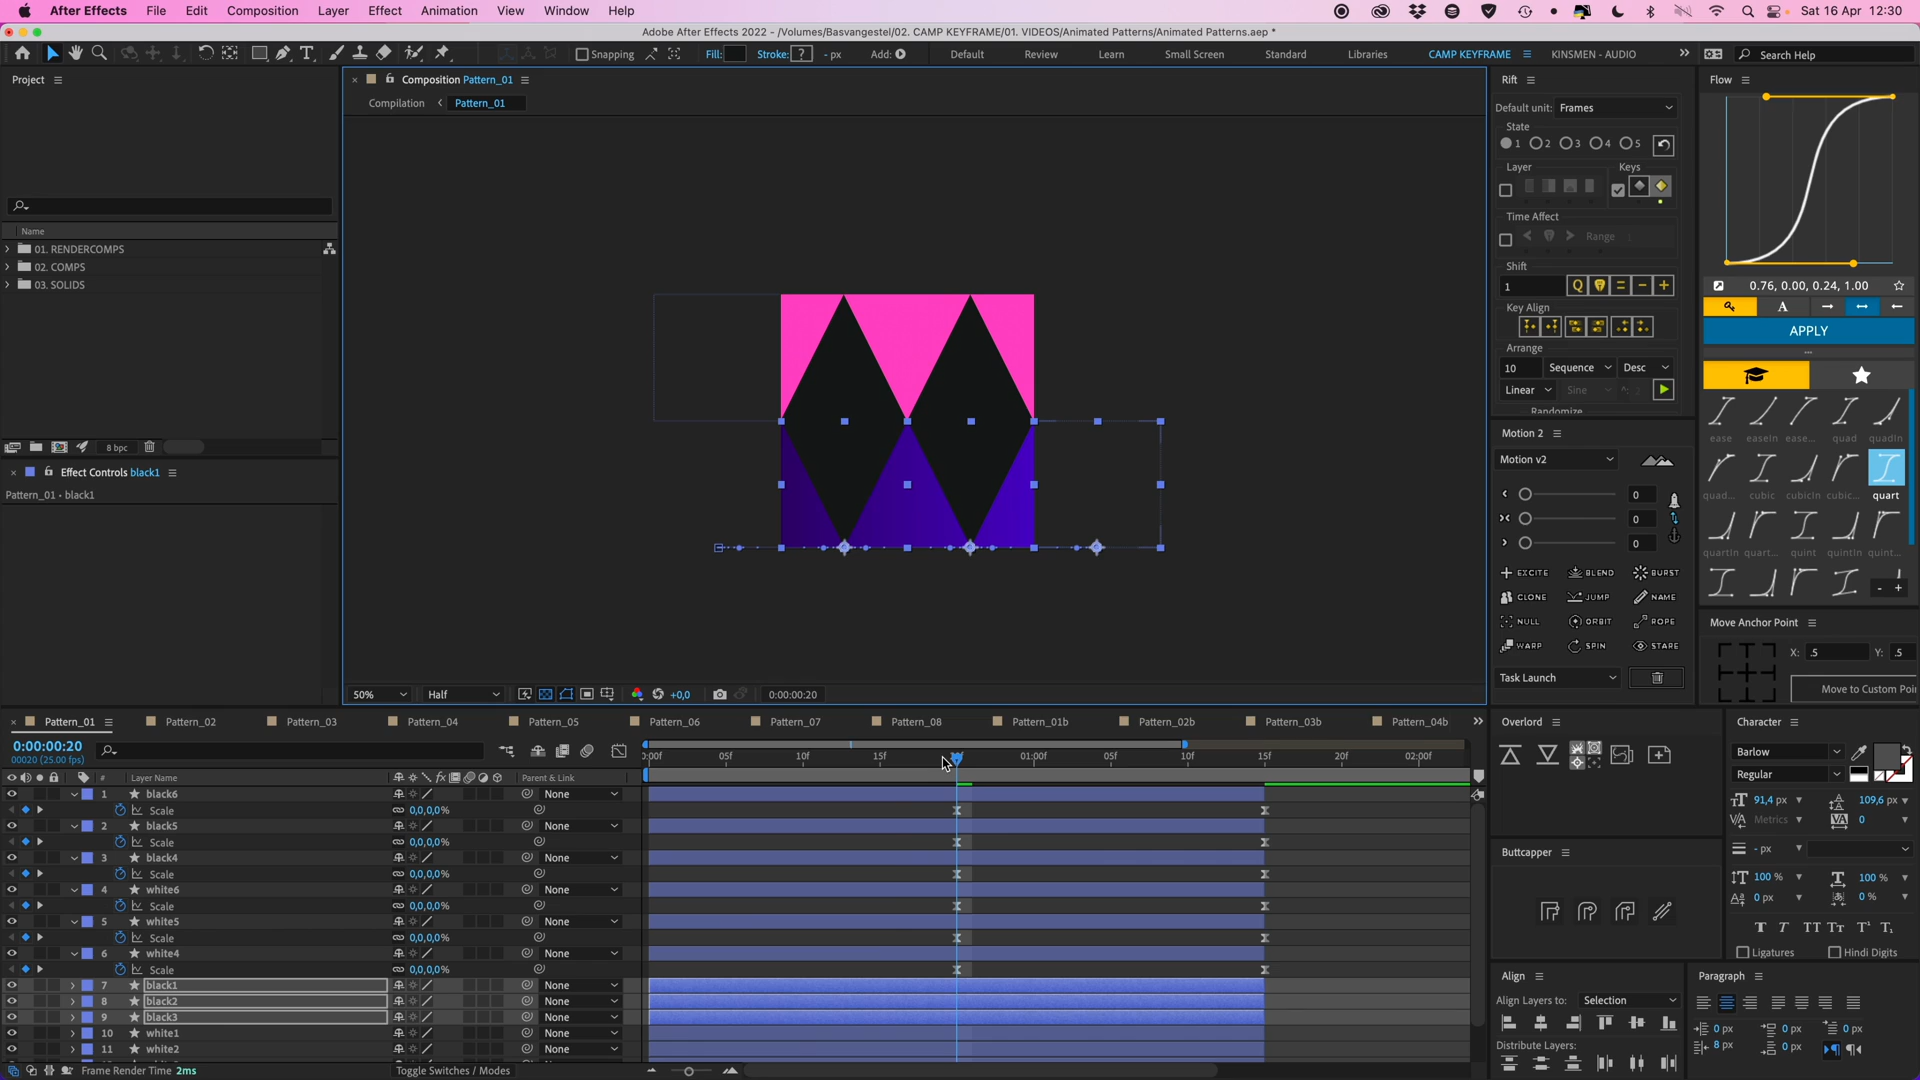 After Effects File Edit Composition Layer Effect Animation View Window Help Sat 16 Apr 12:30
Adobe After Effects 2022 - /Volumes/Basvangestel/02. CAMP KEYFRAME/01. VIDEOS/Animated Patterns/Animated Patterns.aep *
Snapping Fill: Stroke: ? - px Add: Default Review Learn Small Screen Standard Libraries CAMP KEYFRAME KINSMEN - AUDIO Search Help
Project
Name
01. RENDERCOMPS
02. COMPS
03. SOLIDS
8 bpc
Effect Controls black1
Pattern_01 • black1
Composition Pattern_01
Compilation Pattern_01
50% Half +0,0 0:00:00:20
Rift
Default unit: Frames
State
1 2 3 4 5
Layer Keys
Time Affect
Range
Shift
1 Q = - +
Key Align
Arrange
10 Sequence Desc
Linear Sine
Randomize
Motion 2
Motion v2
0
0
0
EXCITE BLEND BURST
CLONE JUMP NAME
NULL ORBIT ROPE
WARP SPIN STARE
Task Launch
Flow
0.76, 0.00, 0.24, 1.00
A
APPLY
ease easeIn ease... quad quadIn
quad... cubic cubicIn cubic... quart
quartIn quart... quint quintIn quint...
- +
Move Anchor Point
X: .5 Y: .5
Move to Custom Poi
Pattern_01 Pattern_02 Pattern_03 Pattern_04 Pattern_05 Pattern_06 Pattern_07 Pattern_08 Pattern_01b Pattern_02b Pattern_03b Pattern_04b
0:00:00:20
00020 (25.00 fps)
:00f 05f 10f 15f 01:00f 05f 10f 15f 20f 02:00f
# Layer Name fx Parent & Link
1 black6 None
Scale 0,0,0,0%
2 black5 None
Scale 0,0,0,0%
3 black4 None
Scale 0,0,0,0%
4 white6 None
Scale 0,0,0,0%
5 white5 None
Scale 0,0,0,0%
6 white4 None
Scale 0,0,0,0%
7 black1 None
8 black2 None
9 black3 None
10 white1 None
11 white2 None
Frame Render Time 2ms Toggle Switches / Modes
Overlord
Buttcapper
Align
Align Layers to: Selection
Distribute Layers:
Character
Barlow
Regular
91,4 px 109,6 px
Metrics 0
- px
100 % 100 %
0 px 0 %
T T TT Tt T¹ T₁
Ligatures Hindi Digits
Paragraph
0 px 0 px 0 px
8 px 0 px